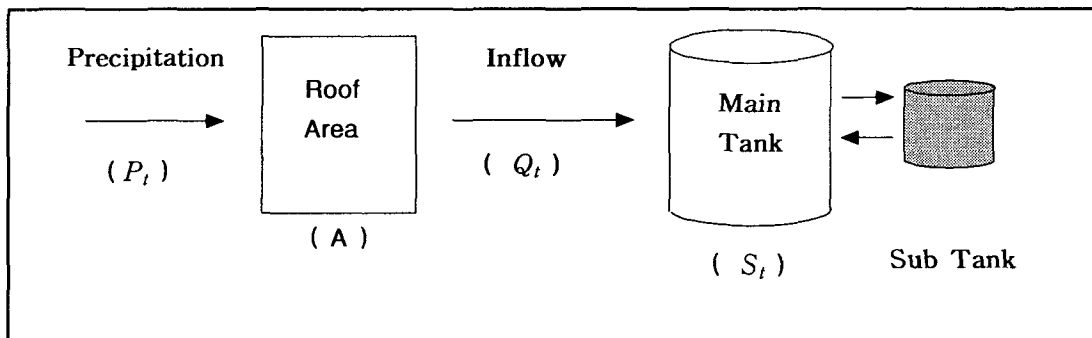 Precipitation
( P_t )
Roof
Area
( A )
Inflow
( Q_t )
Main
Tank
( S_t )
Sub Tank